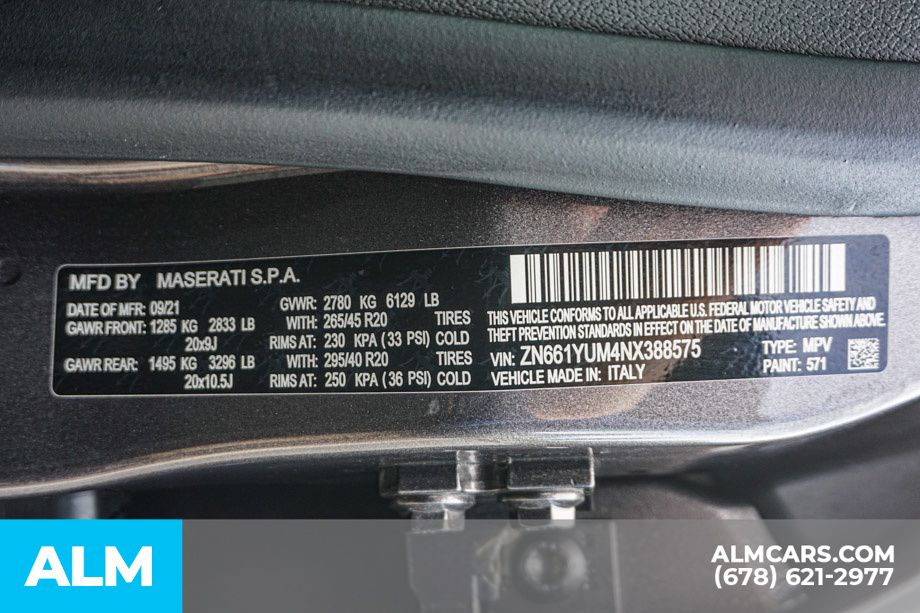 MFD BY MASERATI S.P.A.
DATE OF MFR: 09/21 GVWR: 2780 KG 6129 LB
GAWR FRONT: 1285 KG 2833 LB WITH: 265/45 R20 TIRES
20x9J RIMS AT: 230 KPA (33 PSI) COLD
GAWR REAR: 1495 KG 3296 LB WITH: 295/40 R20 TIRES
20x10.5J RIMS AT: 250 KPA (36 PSI) COLD
THIS VEHICLE CONFORMS TO ALL APPLICABLE U.S. FEDERAL MOTOR VEHICLE SAFETY AND
THEFT PREVENTION STANDARDS IN EFFECT ON THE DATE OF MANUFACTURE SHOWN ABOVE.
VIN: ZN661YUM4NX388575 TYPE: MPV
VEHICLE MADE IN: ITALY PAINT: 571
ALM
ALMCARS.COM
(678) 621-2977